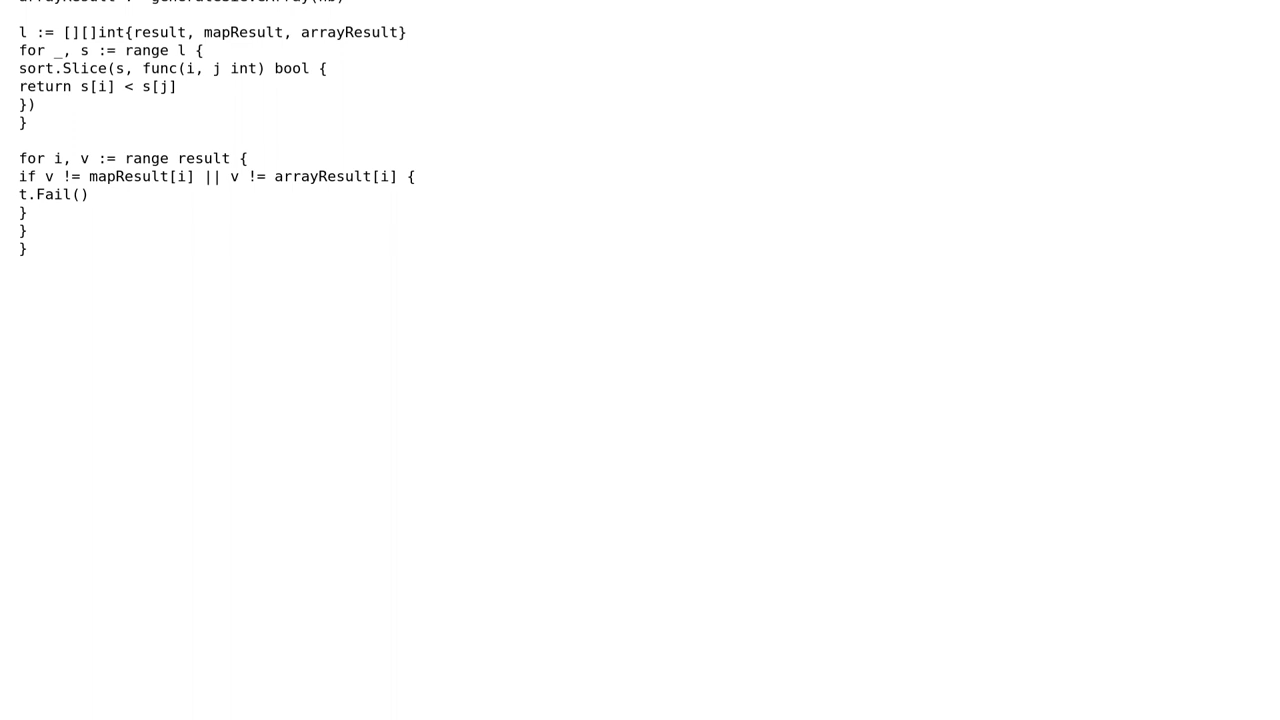 l := [][]int{result, mapResult, arrayResult}
for _, s := range l {
sort.Slice(s, func(i, j int) bool {
return s[i] < s[j]
})
}
for i, v := range result {
if v != mapResult[i] || v != arrayResult[i] {
t.Fail()
}
}
}